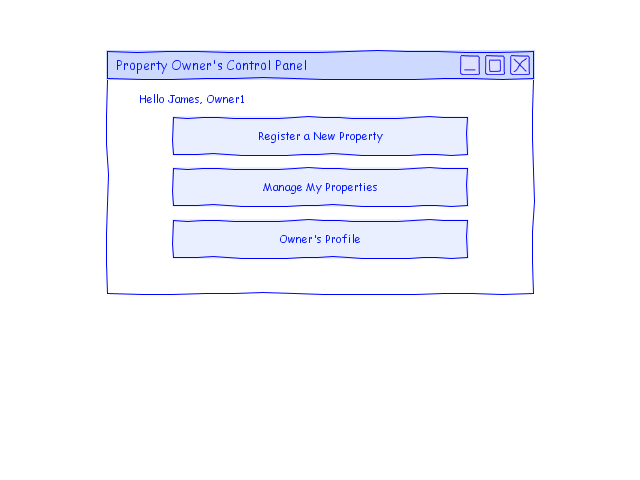 Property Owner's Control Panel
Hello James, Owner1
Register a New Property
Manage My Properties
Owner's Profile